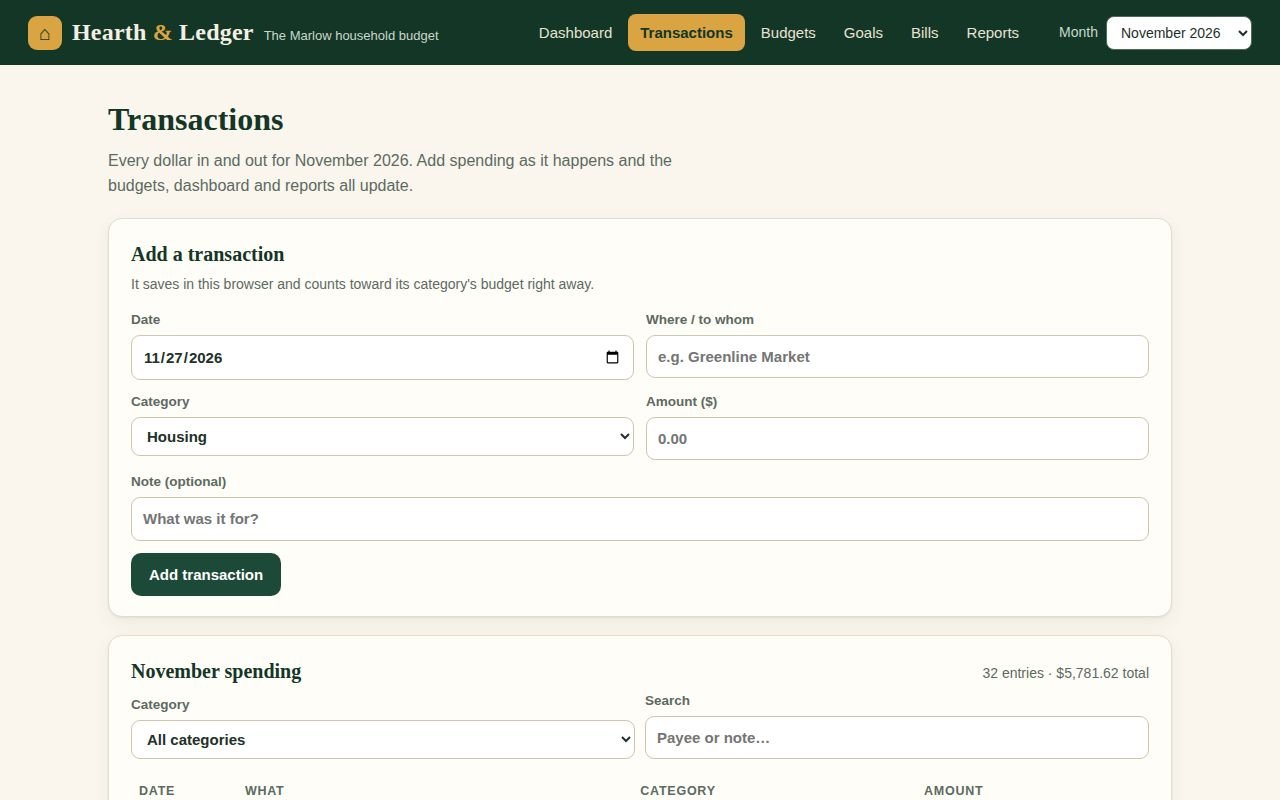 ⌂ Hearth & Ledger The Marlow household budget Dashboard Transactions Budgets Goals Bills Reports Month November 2026
Transactions
Every dollar in and out for November 2026. Add spending as it happens and the
budgets, dashboard and reports all update.
Add a transaction
It saves in this browser and counts toward its category's budget right away.
Date Where / to whom
11/27/2026 e.g. Greenline Market
Category Amount ($)
Housing 0.00
Note (optional)
What was it for?
Add transaction
November spending 32 entries · $5,781.62 total
Category Search
All categories Payee or note…
DATE WHAT CATEGORY AMOUNT